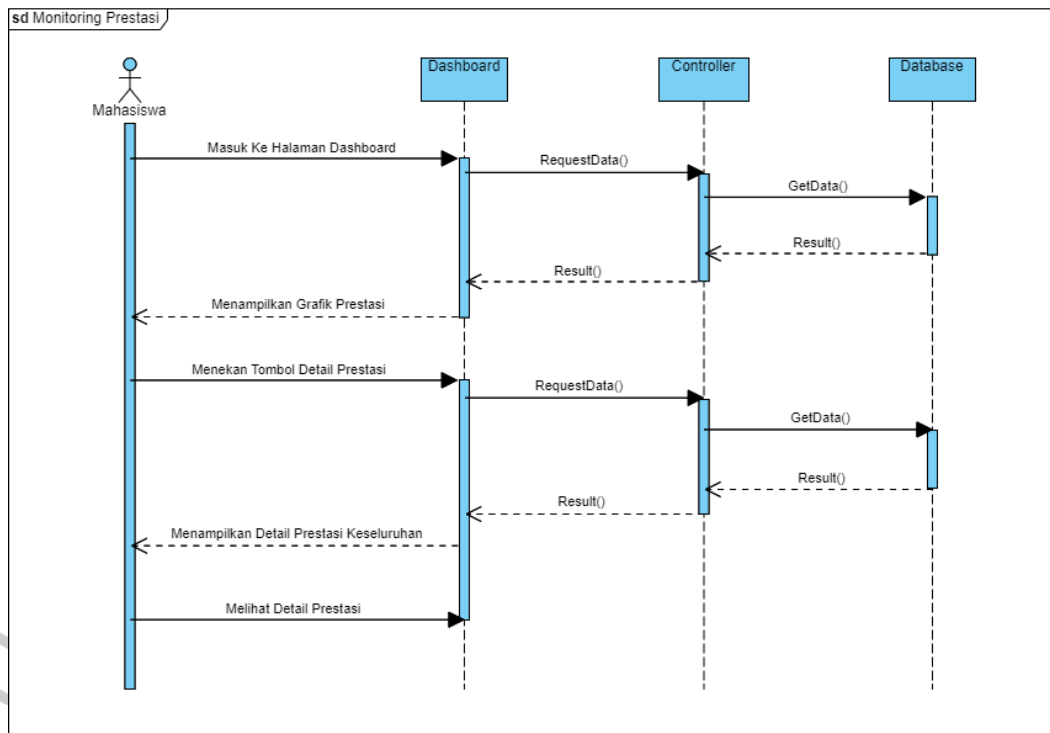 sd Monitoring Prestasi
Mahasiswa
Dashboard
Controller
Database
Masuk Ke Halaman Dashboard
RequestData()
GetData()
Result()
Result()
Menampilkan Grafik Prestasi
Menekan Tombol Detail Prestasi
RequestData()
GetData()
Result()
Result()
Menampilkan Detail Prestasi Keseluruhan
Melihat Detail Prestasi